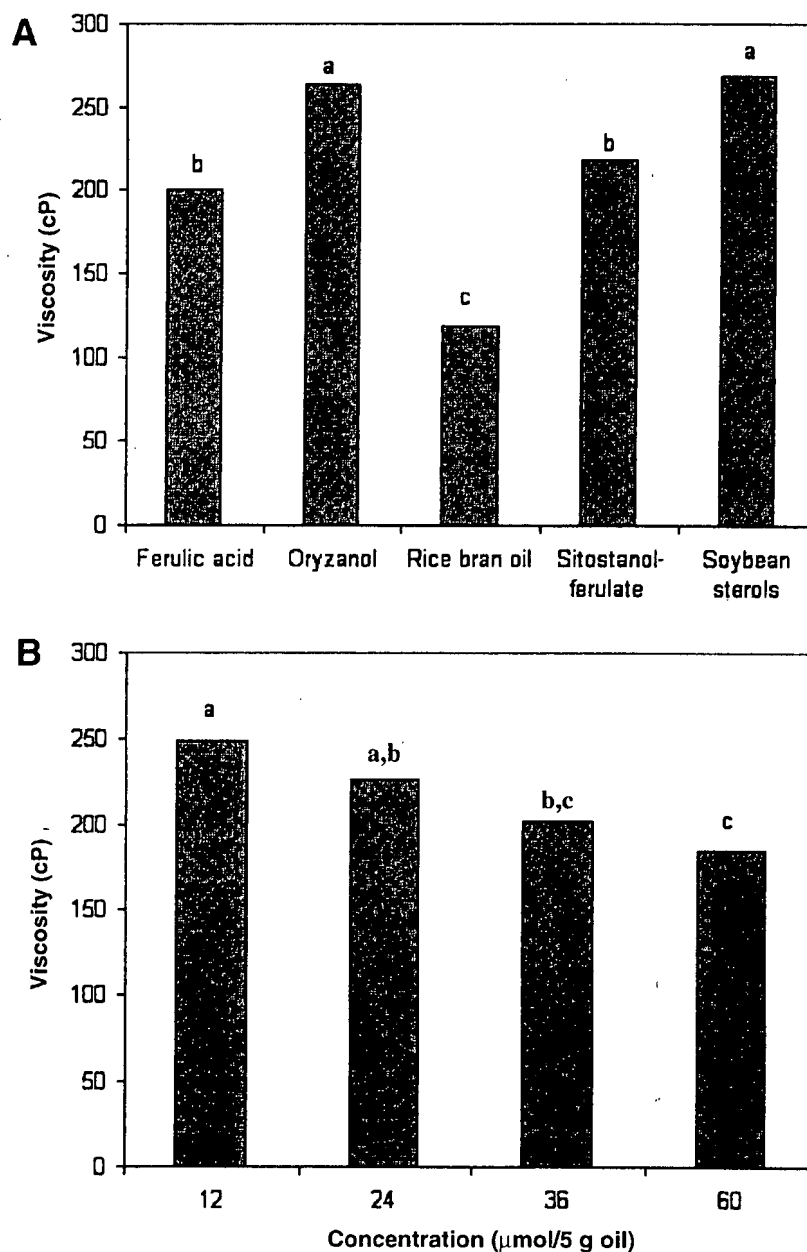 A
300
250
200
150
100
50
0
Viscosity (cP)
b
a
c
b
a
Ferulic acid
Oryzanol
Rice bran oil
Sitostanol-
ferulate
Soybean
sterols
B
300
250
200
150
100
50
0
Viscosity (cP)
a
a,b
b,c
c
12
24
36
60
Concentration (μmol/5 g oil)